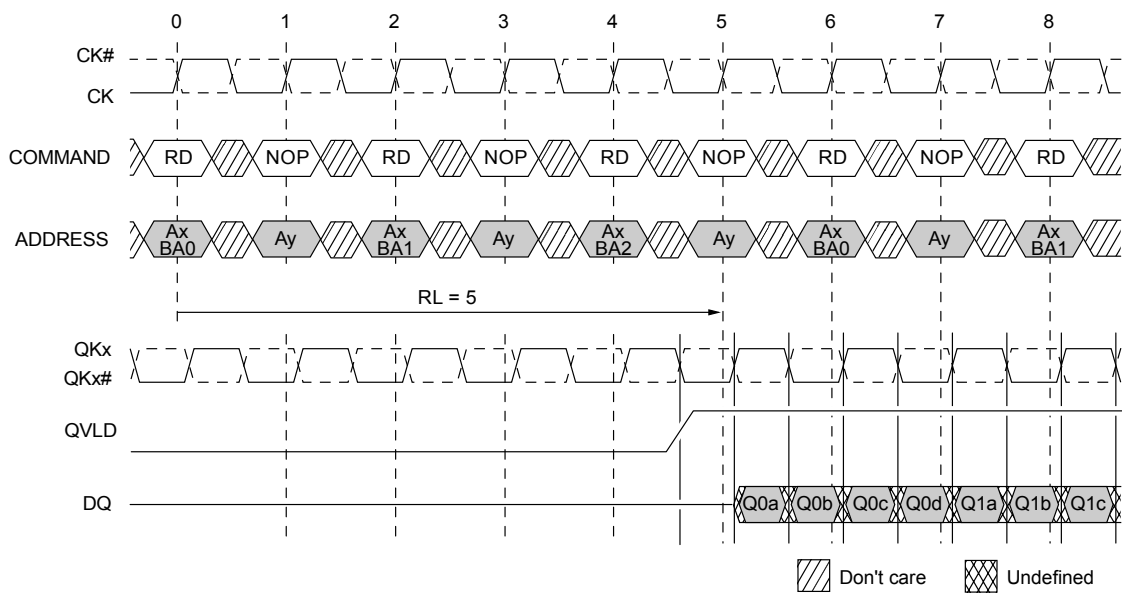 0 1 2 3 4 5 6 7 8
CK#
CK
COMMAND RD NOP RD NOP RD NOP RD NOP RD
ADDRESS Ax BA0 Ay Ax BA1 Ay Ax BA2 Ay Ax BA0 Ay Ax BA1
RL = 5
QKx
QKx#
QVLD
DQ Q0a Q0b Q0c Q0d Q1a Q1b Q1c
Don't care Undefined